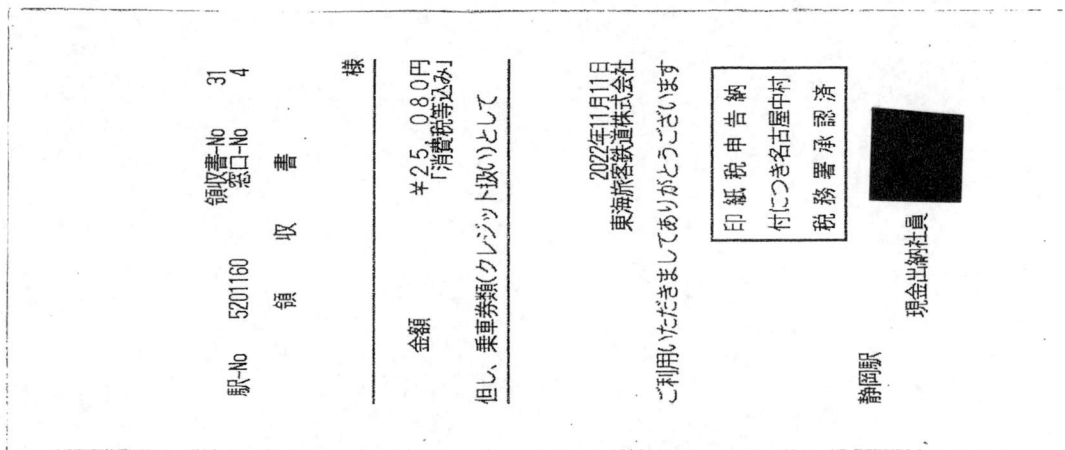 駅-No 5201160 領収書-No 31
窓口-No 4
領 収 書
様
金額 ¥25,080円
「消費税等込み」
但し、乗車券類(クレジット扱い)として
2022年11月11日
東海旅客鉄道株式会社
ご利用いただきましてありがとうございます
印紙税申告納
付につき名古屋中村
税務署承認済
静岡駅
現金出納社員